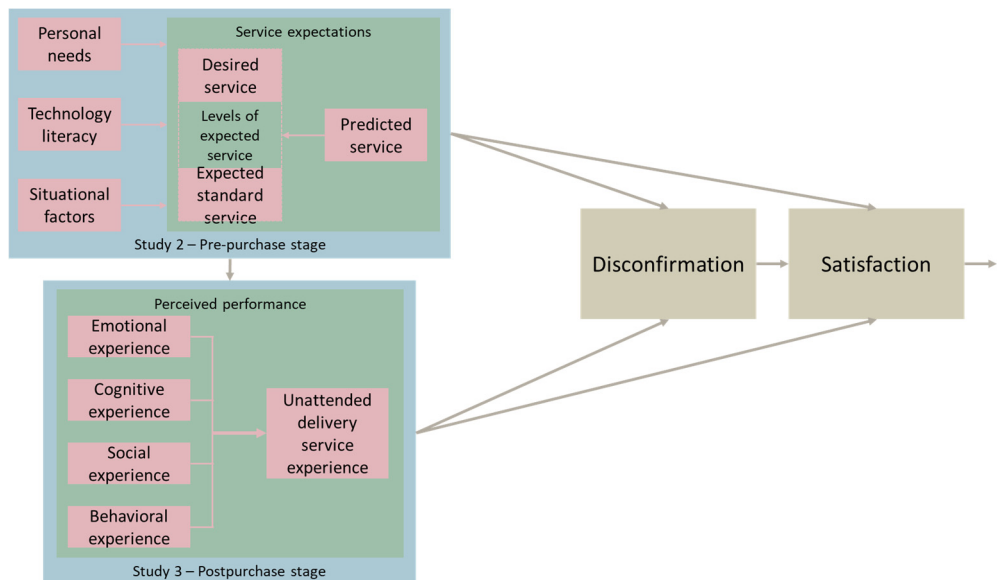 Personal
needs
Technology
literacy
Situational
factors
Service expectations
Desired
service
Levels of
expected
service
Expected
standard
service
Predicted
service
Study 2 – Pre-purchase stage
Perceived performance
Emotional
experience
Cognitive
experience
Social
experience
Behavioral
experience
Unattended
delivery
service
experience
Study 3 – Postpurchase stage
Disconfirmation
Satisfaction